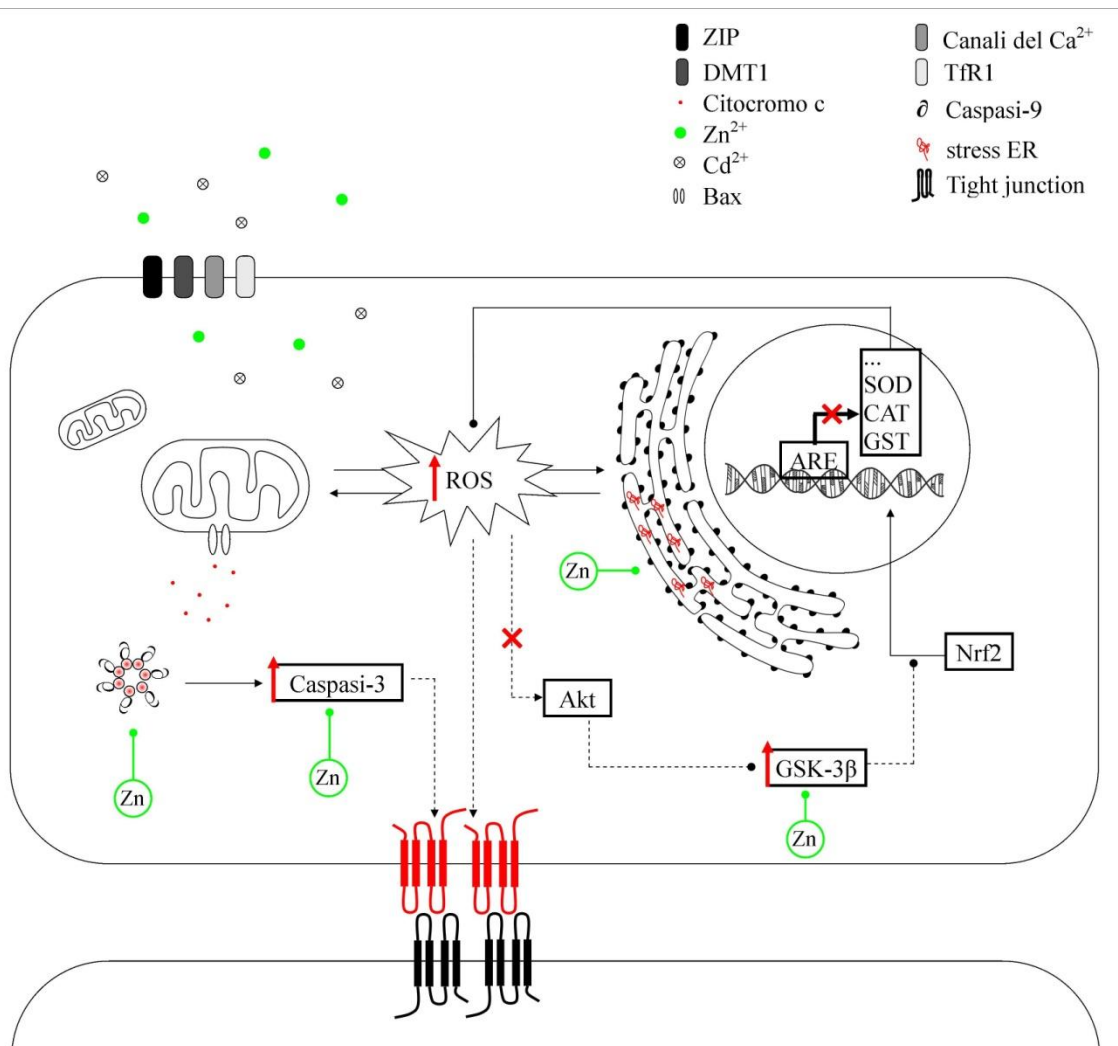 ZIP
DMT1
Citocromo c
Zn²⁺
Cd²⁺
Bax
Canali del Ca²⁺
TfR1
Caspasi-9
stress ER
Tight junction
...
SOD
CAT
GST
ARE
ROS
Zn
Nrf2
Caspasi-3
Akt
GSK-3β
Zn
Zn
Zn